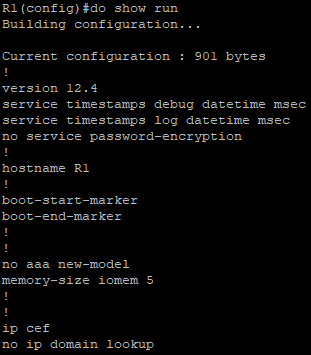 R1(config)#do show run
Building configuration...

Current configuration : 901 bytes
!
version 12.4
service timestamps debug datetime msec
service timestamps log datetime msec
no service password-encryption
!
hostname R1
!
boot-start-marker
boot-end-marker
!
!
no aaa new-model
memory-size iomem 5
!
!
ip cef
no ip domain lookup